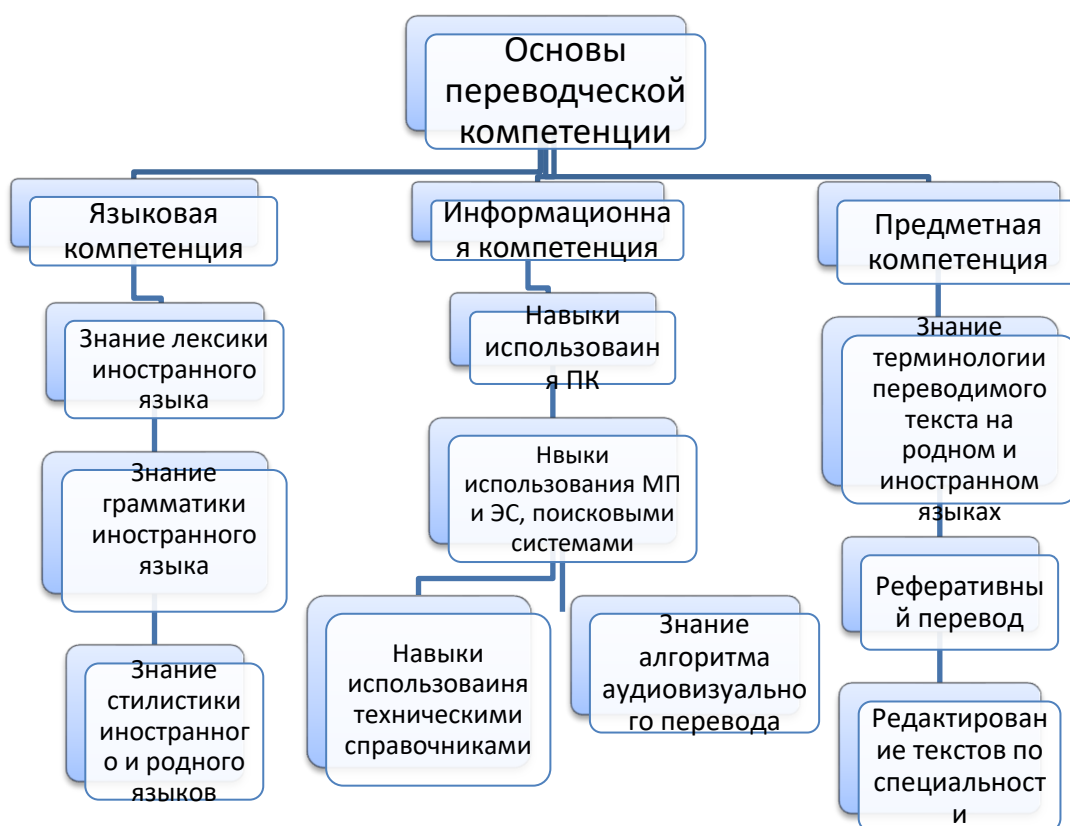 Основы
переводческой
компетенции
Языковая
компетенция
Информационна
я компетенция
Предметная
компетенция
Знание лексики
иностранного
языка
Навыки
использоваин
я ПК
Знание
терминологии
переводимого
текста на
родном и
иностранном
языках
Знание
грамматики
иностранного
языка
Нвыки
использования МП
и ЭС, поисковыми
системами
Реферативны
й перевод
Знание
стилистики
иностранног
о и родного
языков
Навыки
использоваиня
техническими
справочниками
Знание
алгоритма
аудиовизуально
го перевода
Редактирован
ие текстов по
специальност
и